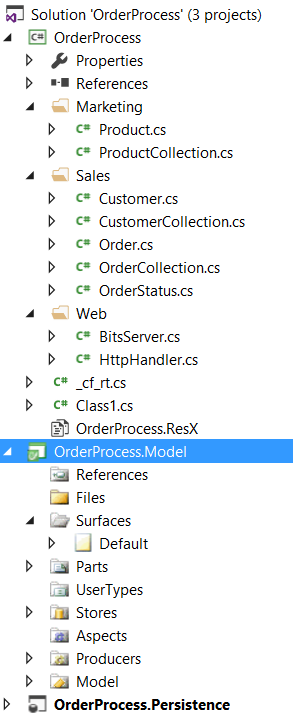 Solution 'OrderProcess' (3 projects)
C# OrderProcess
Properties
References
Marketing
C# Product.cs
C# ProductCollection.cs
Sales
C# Customer.cs
C# CustomerCollection.cs
C# Order.cs
C# OrderCollection.cs
C# OrderStatus.cs
Web
C# BitsServer.cs
C# HttpHandler.cs
C# _cf_rt.cs
C# Class1.cs
OrderProcess.ResX
OrderProcess.Model
References
Files
Surfaces
Default
Parts
UserTypes
Stores
Aspects
Producers
Model
OrderProcess.Persistence